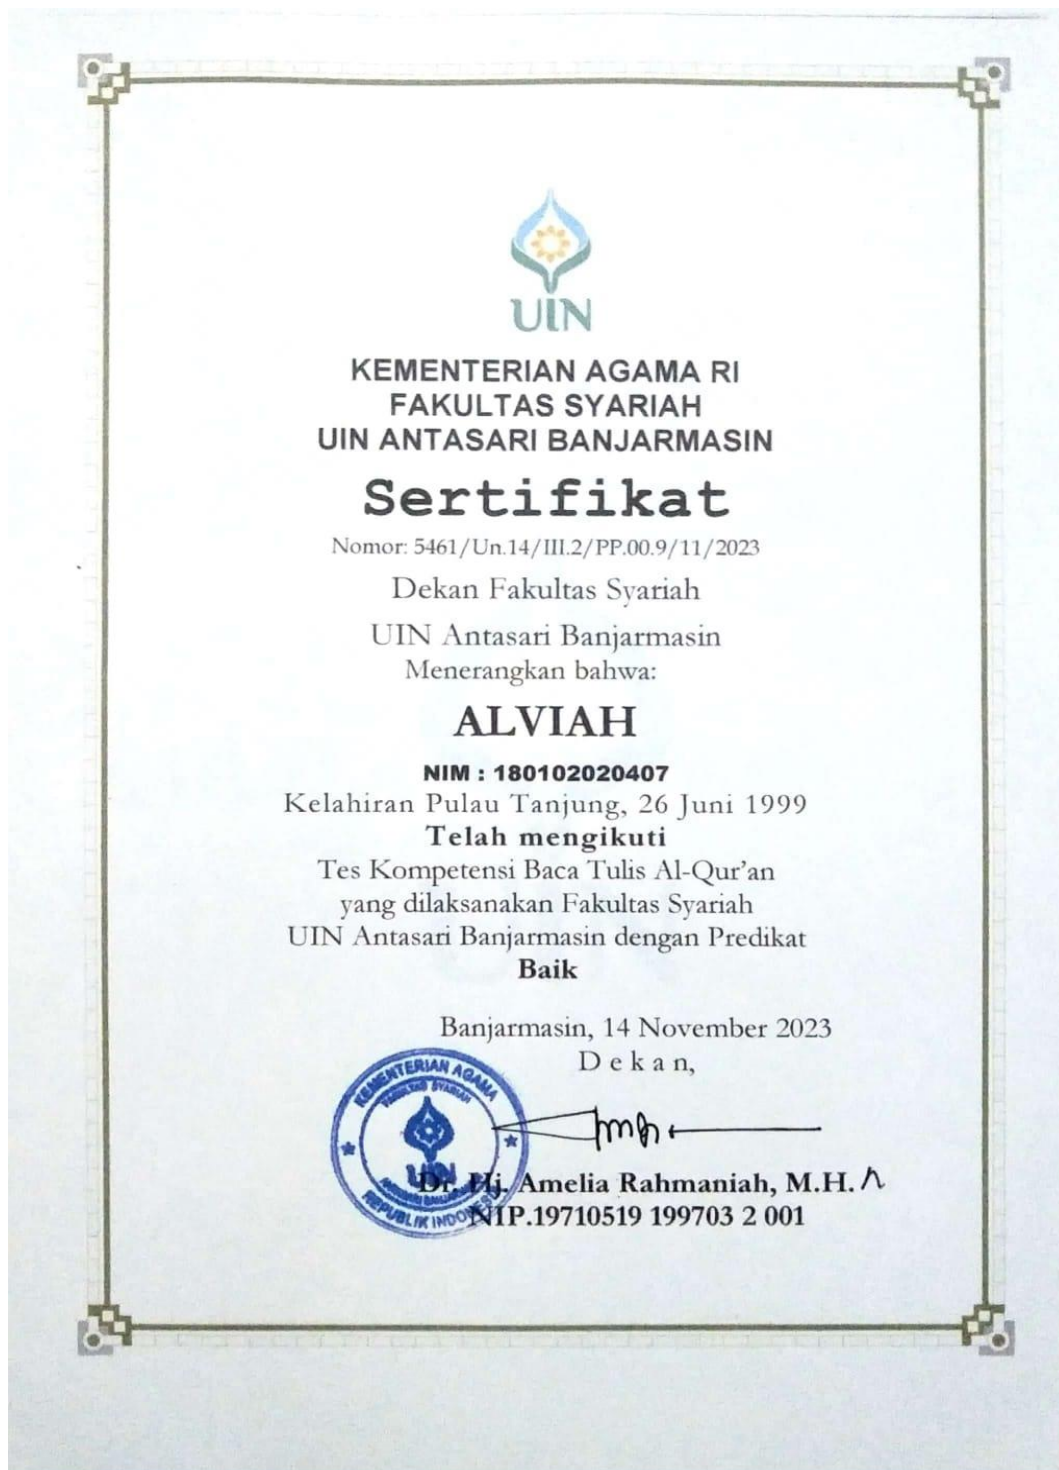 UIN
KEMENTERIAN AGAMA RI
FAKULTAS SYARIAH
UIN ANTASARI BANJARMASIN
Sertifikat
Nomor: 5461/Un.14/III.2/PP.00.9/11/2023
Dekan Fakultas Syariah
UIN Antasari Banjarmasin
Menerangkan bahwa:
ALVIAH
NIM : 180102020407
Kelahiran Pulau Tanjung, 26 Juni 1999
Telah mengikuti
Tes Kompetensi Baca Tulis Al-Qur'an
yang dilaksanakan Fakultas Syariah
UIN Antasari Banjarmasin dengan Predikat
Baik
Banjarmasin, 14 November 2023
D e k a n,
KEMENTERIAN AGAMA
FAKULTAS SYARIAH
UIN
REPUBLIK INDONESIA
Dr. Hj. Amelia Rahmaniah, M.H.
NIP.19710519 199703 2 001